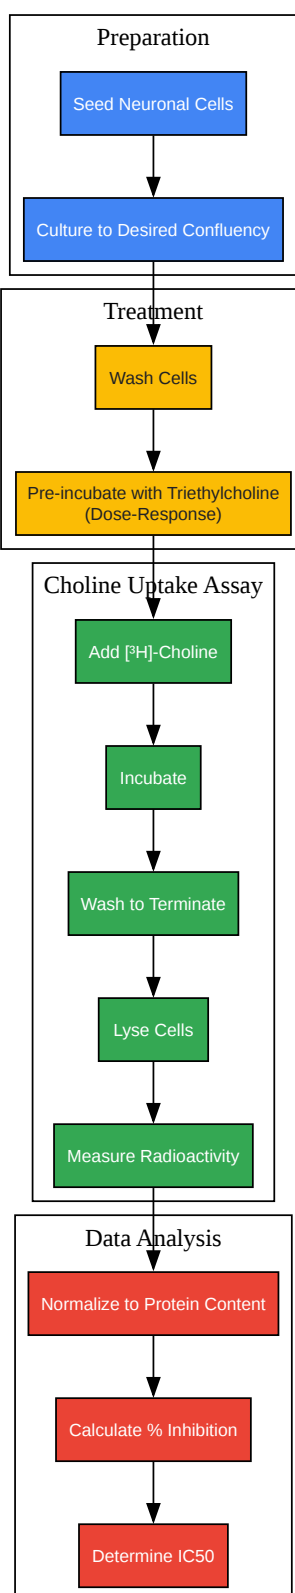 Preparation
Seed Neuronal Cells
Culture to Desired Confluency
Treatment
Wash Cells
Pre-incubate with Triethylcholine
(Dose-Response)
Choline Uptake Assay
Add [³H]-Choline
Incubate
Wash to Terminate
Lyse Cells
Measure Radioactivity
Data Analysis
Normalize to Protein Content
Calculate % Inhibition
Determine IC50